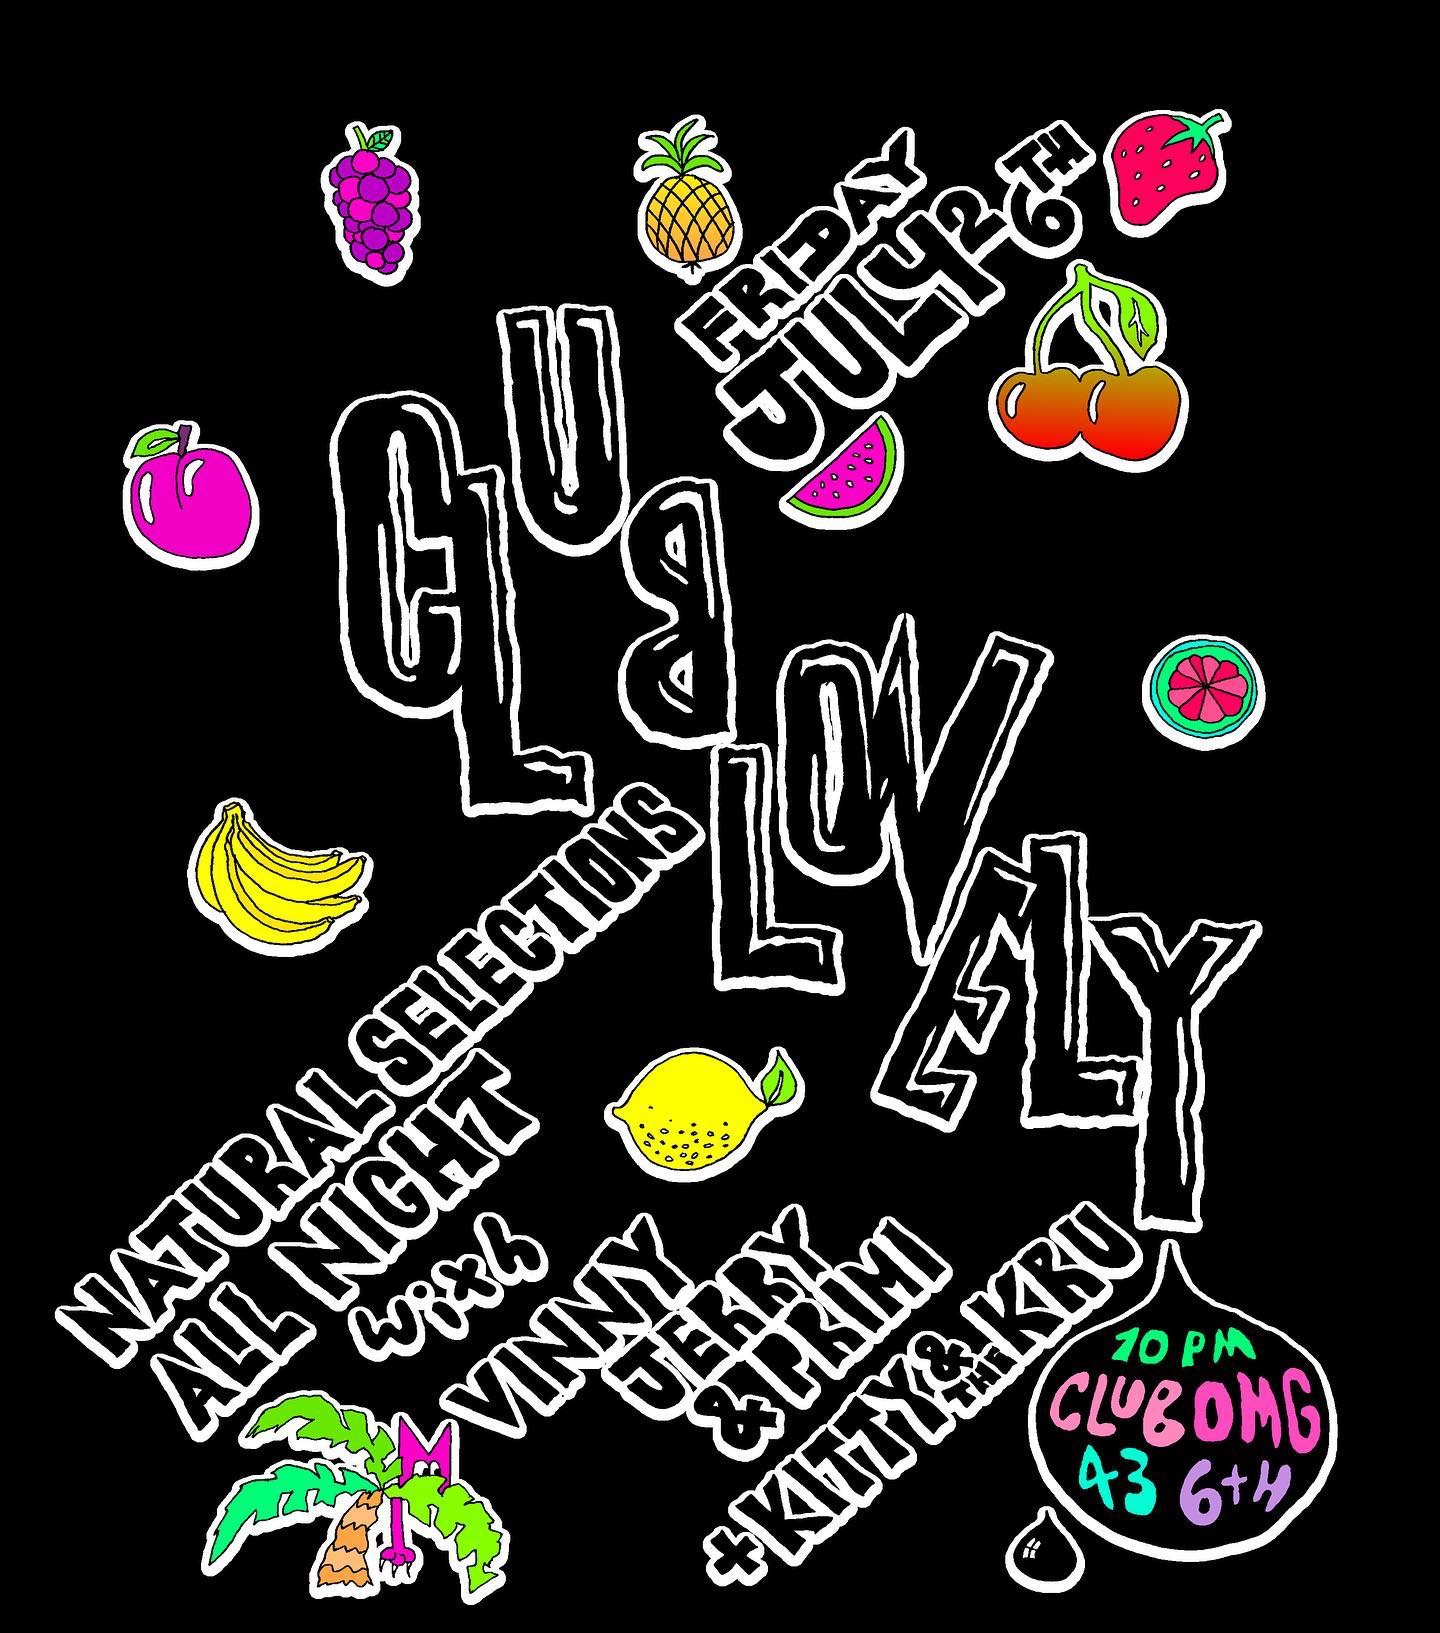 FRIDAY
JULY 26TH
CLUB
LOVELY
NATURAL SELECTIONS
ALL NIGHT
with
VINNY
JERRY
& PRIMI
+ KITTY & THE KRU
10 PM
CLUB OMG
43 6tH